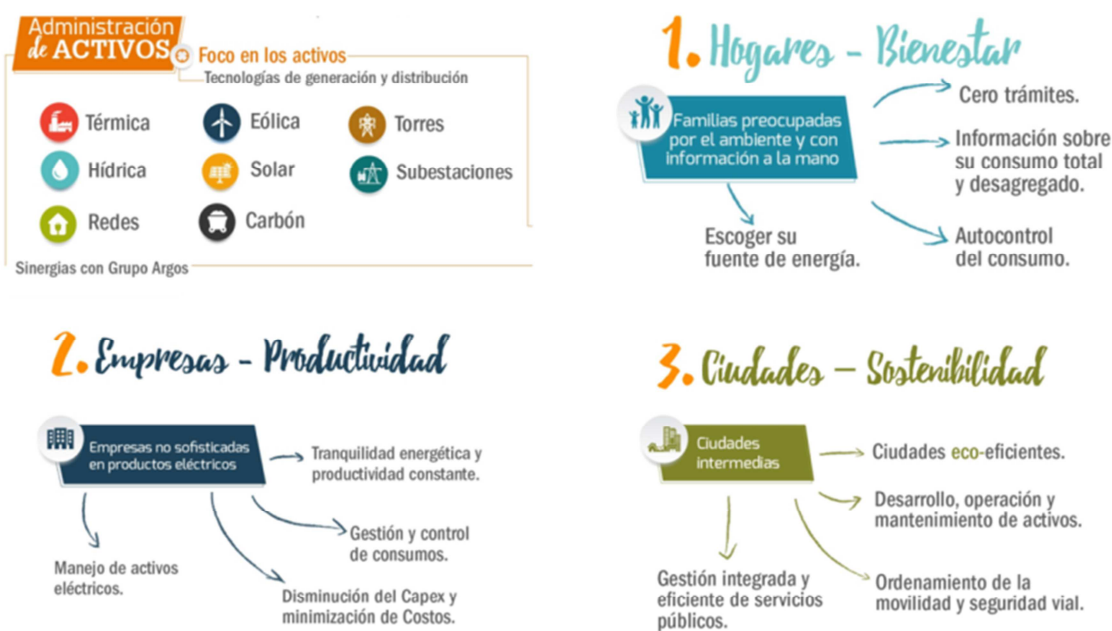 Administración
de ACTIVOS
Foco en los activos
Tecnologías de generación y distribución
Térmica
Eólica
Torres
Hídrica
Solar
Subestaciones
Redes
Carbón
Sinergias con Grupo Argos
1. Hogares - Bienestar
Familias preocupadas
por el ambiente y con
información a la mano
Cero trámites.
Información sobre
su consumo total
y desagregado.
Autocontrol
del consumo.
Escoger su
fuente de energía.
2. Empresas - Productividad
Empresas no sofisticadas
en productos eléctricos
Tranquilidad energética y
productividad constante.
Gestión y control
de consumos.
Disminución del Capex y
minimización de Costos.
Manejo de activos
eléctricos.
3. Ciudades – Sostenibilidad
Ciudades
intermedias
Ciudades eco-eficientes.
Desarrollo, operación y
mantenimiento de activos.
Ordenamiento de la
movilidad y seguridad vial.
Gestión integrada y
eficiente de servicios
públicos.